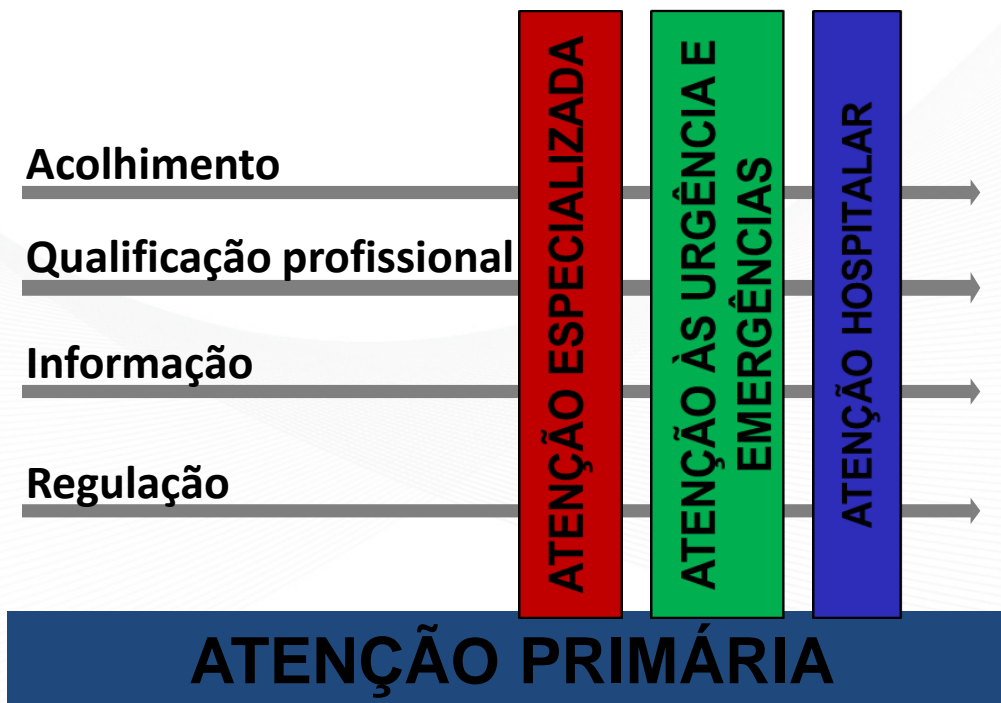 Acolhimento
Qualificação profissional
Informação
Regulação
ATENÇÃO ESPECIALIZADA
ATENÇÃO ÀS URGÊNCIA E
EMERGÊNCIAS
ATENÇÃO HOSPITALAR
ATENÇÃO PRIMÁRIA